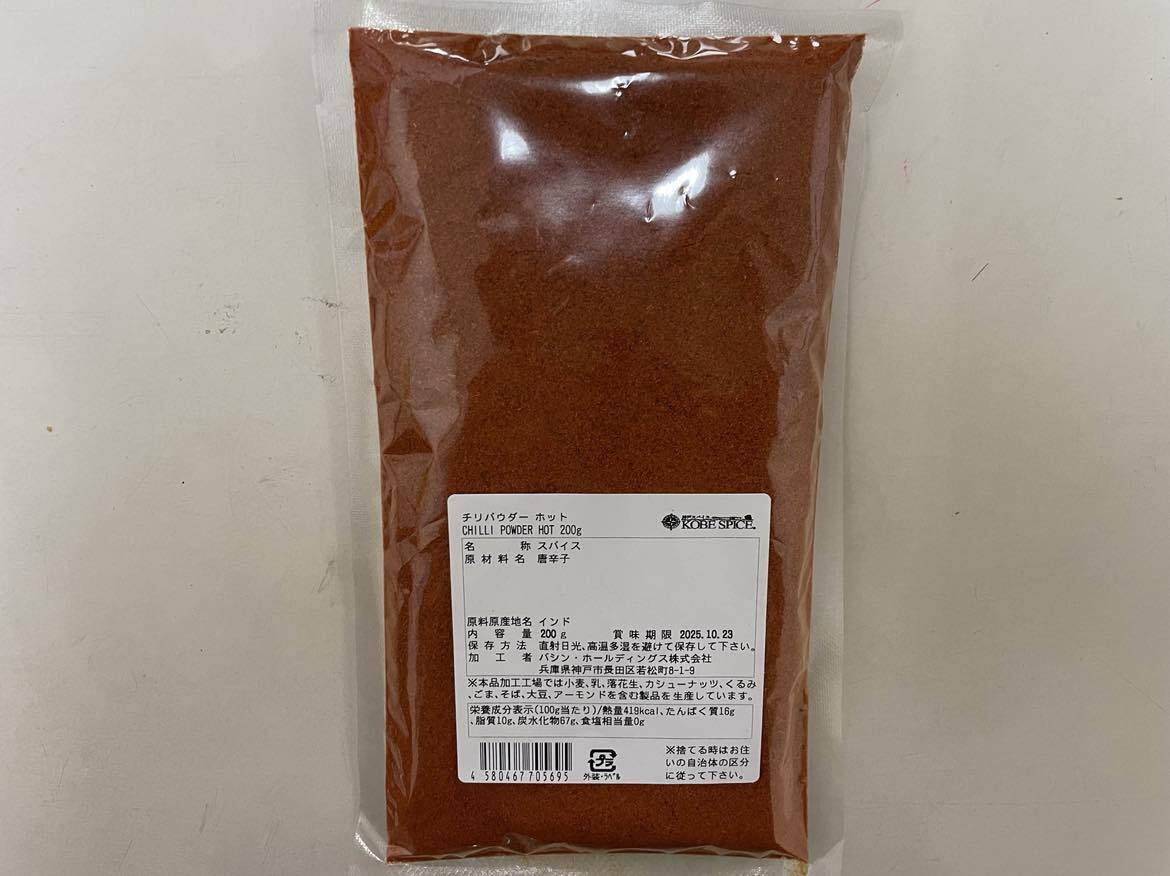 チリパウダー ホット
CHILLI POWDER HOT 200g
KOBE SPICE
名 称 スパイス
原材料名 唐辛子
原料原産地名 インド
内容量 200g 賞味期限 2025.10.23
保存方法 直射日光、高温多湿を避けて保存して下さい。
加工者 バシン・ホールディングス株式会社
兵庫県神戸市長田区若松町8-1-9
※本品加工工場では小麦、乳、落花生、カシューナッツ、くるみ
、ごま、そば、大豆、アーモンドを含む製品を生産しています。
栄養成分表示(100g当たり)/熱量419kcal、たんぱく質16g
、脂質10g、炭水化物67g、食塩相当量0g
4 580467 705695
プラ
外装・ラベル
※捨てる時はお住
いの自治体の区分
に従って下さい。